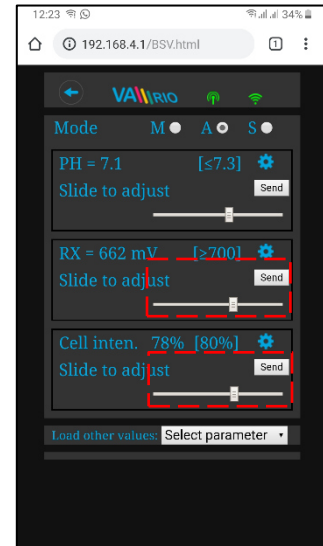 12:23 34%
192.168.4.1/BSV.html 1
VA\\\RIO
Mode M A S
PH = 7.1 [≤7.3]
Slide to adjust Send
RX = 662 mV [≥700]
Slide to adjust Send
Cell inten. 78% [80%]
Slide to adjust Send
Load other values: Select parameter